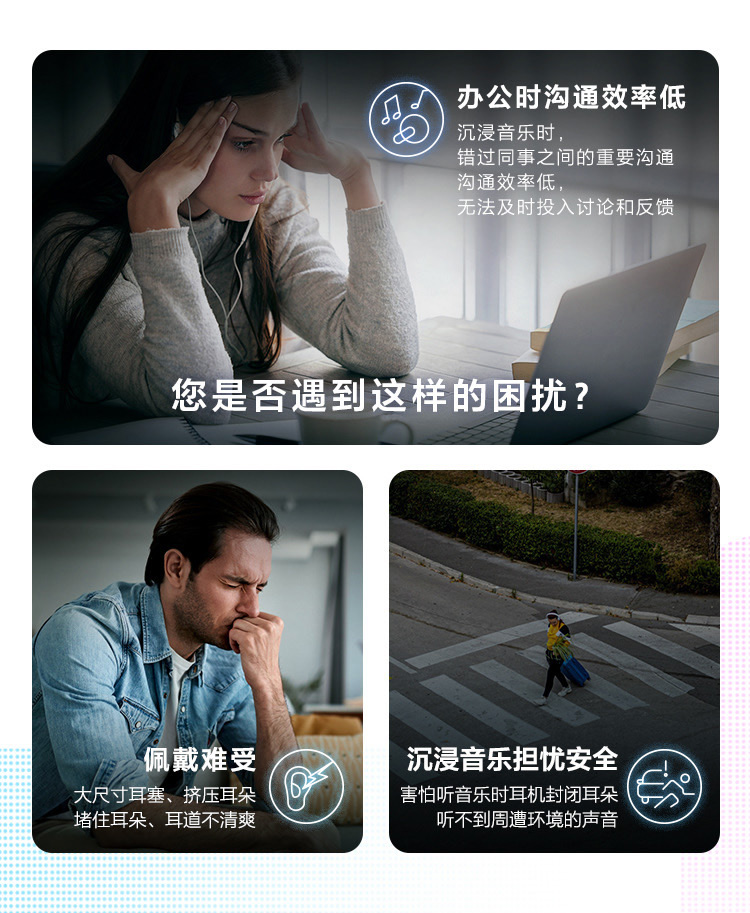 办公时沟通效率低
沉浸音乐时，
错过同事之间的重要沟通
沟通效率低，
无法及时投入讨论和反馈
您是否遇到这样的困扰？
佩戴难受
大尺寸耳塞、挤压耳朵
堵住耳朵、耳道不清爽
沉浸音乐担忧安全
害怕听音乐时耳机封闭耳朵
听不到周遭环境的声音